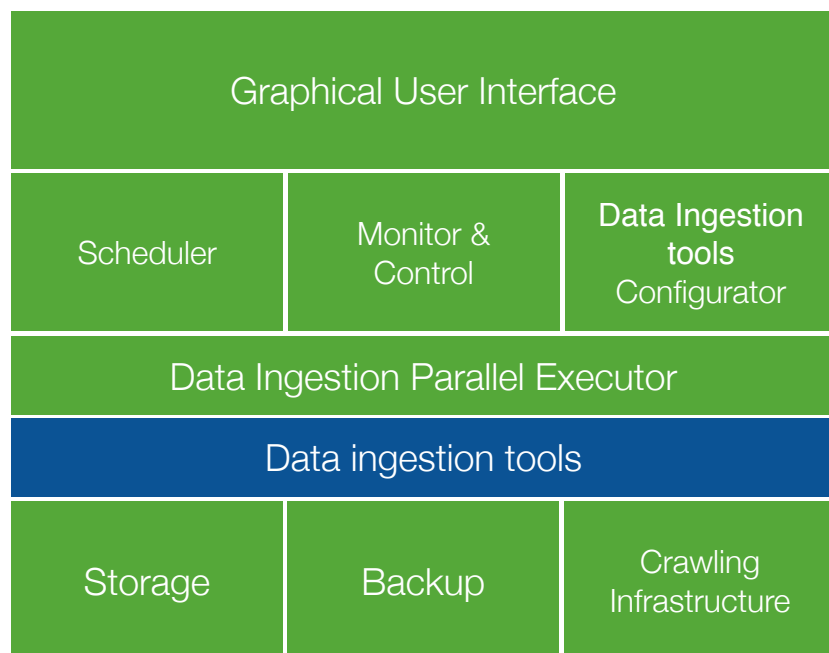 Graphical User Interface
Scheduler
Monitor &
Control
Data Ingestion
tools
Configurator
Data Ingestion Parallel Executor
Data ingestion tools
Storage
Backup
Crawling
Infrastructure